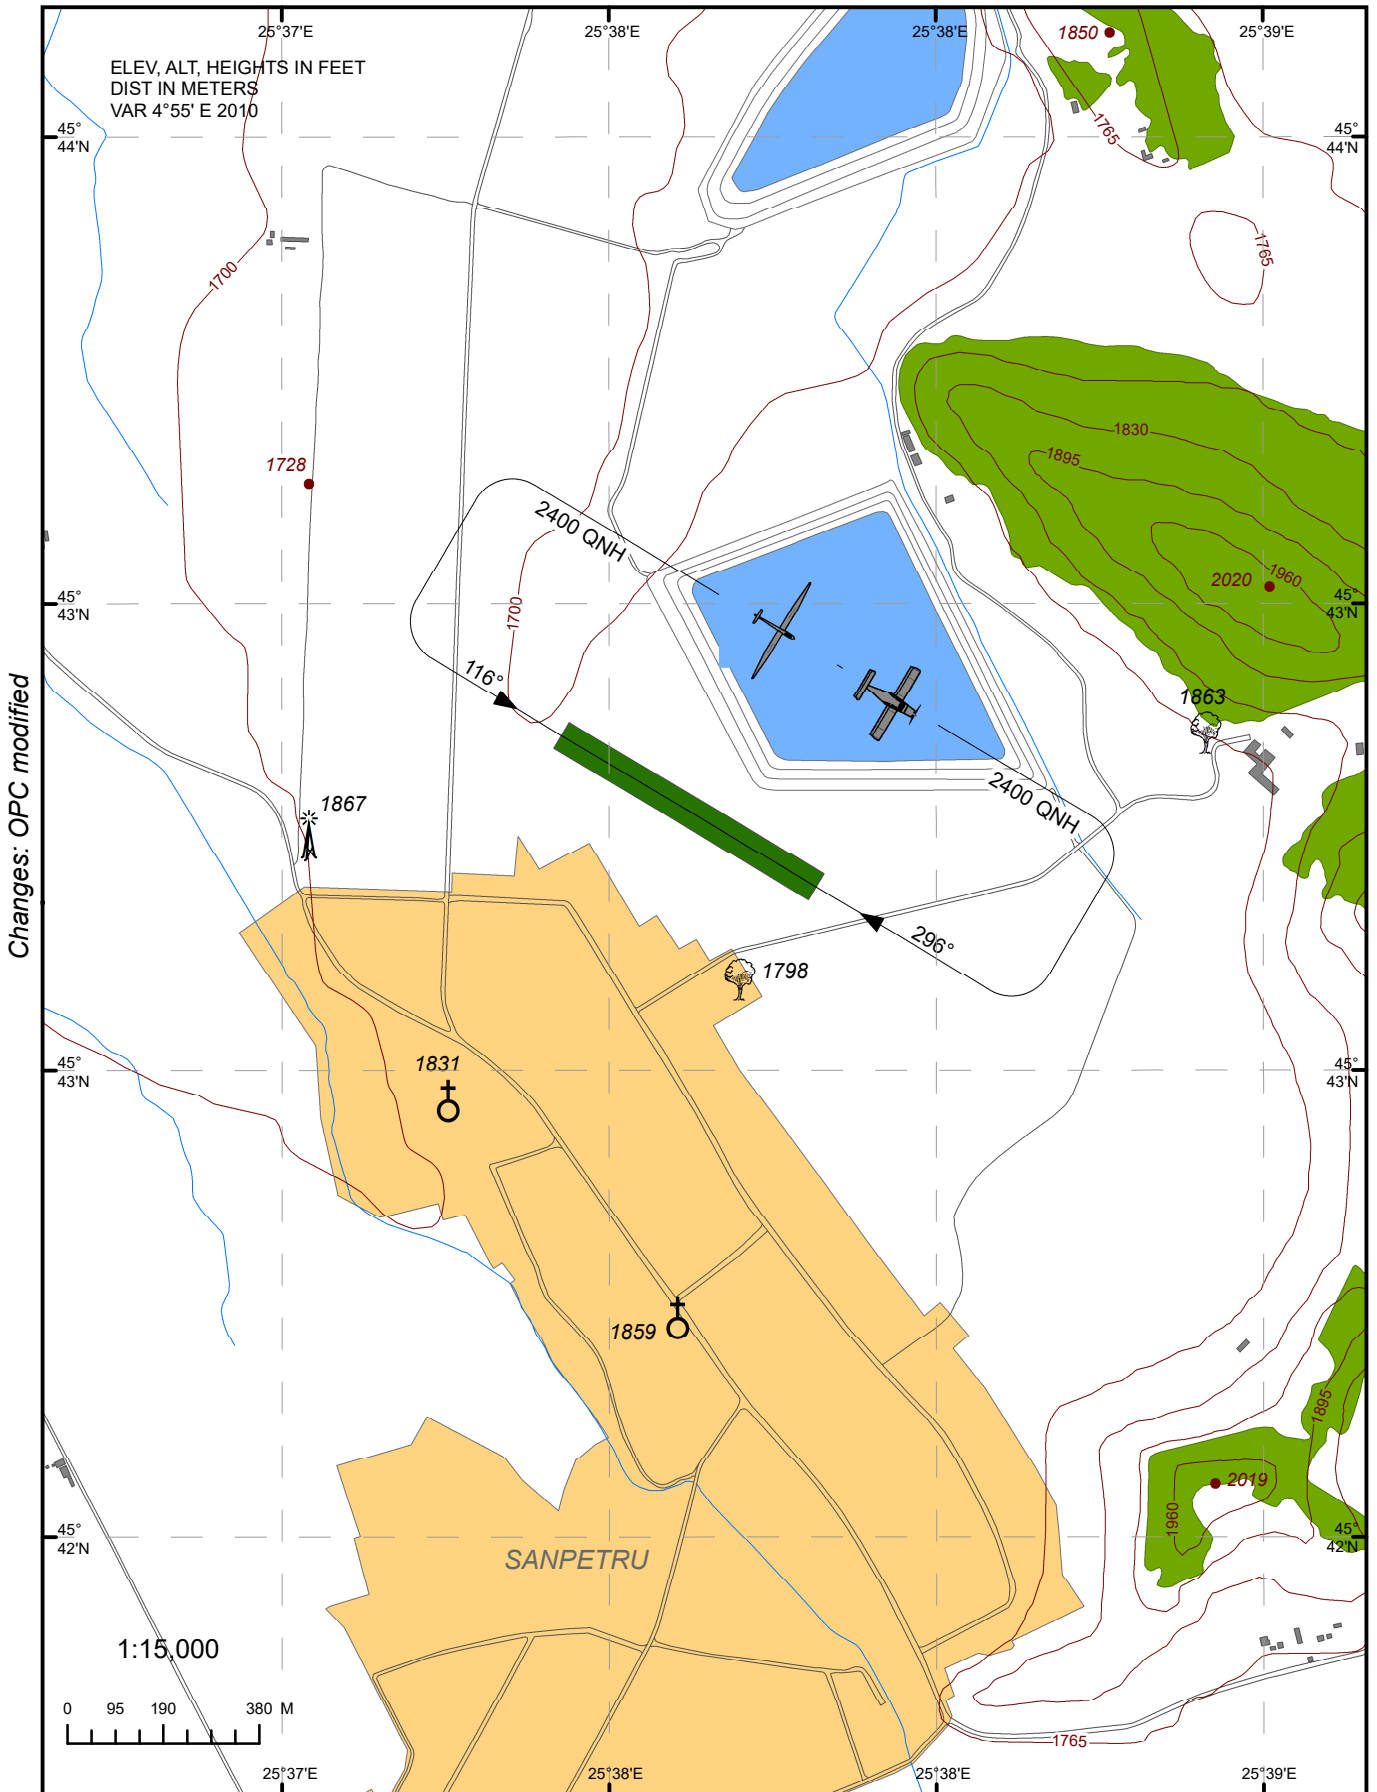 25°37'E
25°38'E
25°38'E
25°39'E
1850
ELEV, ALT, HEIGHTS IN FEET
DIST IN METERS
VAR 4°55' E 2010
45°
44'N
45°
44'N
1765
1765
1700
1830
1895
1728
2400 QNH
1960
2020
45°
43'N
45°
43'N
1700
116°
1863
Changes: OPC modified
2400 QNH
1867
296°
1798
1831
45°
43'N
45°
43'N
1859
1895
2019
1960
45°
42'N
45°
42'N
SANPETRU
1:15,000
0 95 190 380 M
1765
25°37'E
25°38'E
25°38'E
25°39'E